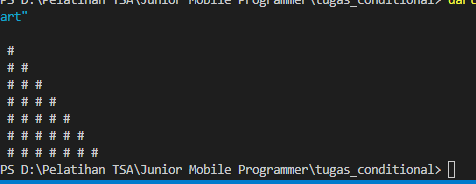 PS D:\Pelatihan TSA\Junior Mobile Programmer\tugas_conditional> dart
art"
#
# #
# # #
# # # #
# # # # #
# # # # # #
# # # # # # #
PS D:\Pelatihan TSA\Junior Mobile Programmer\tugas_conditional>